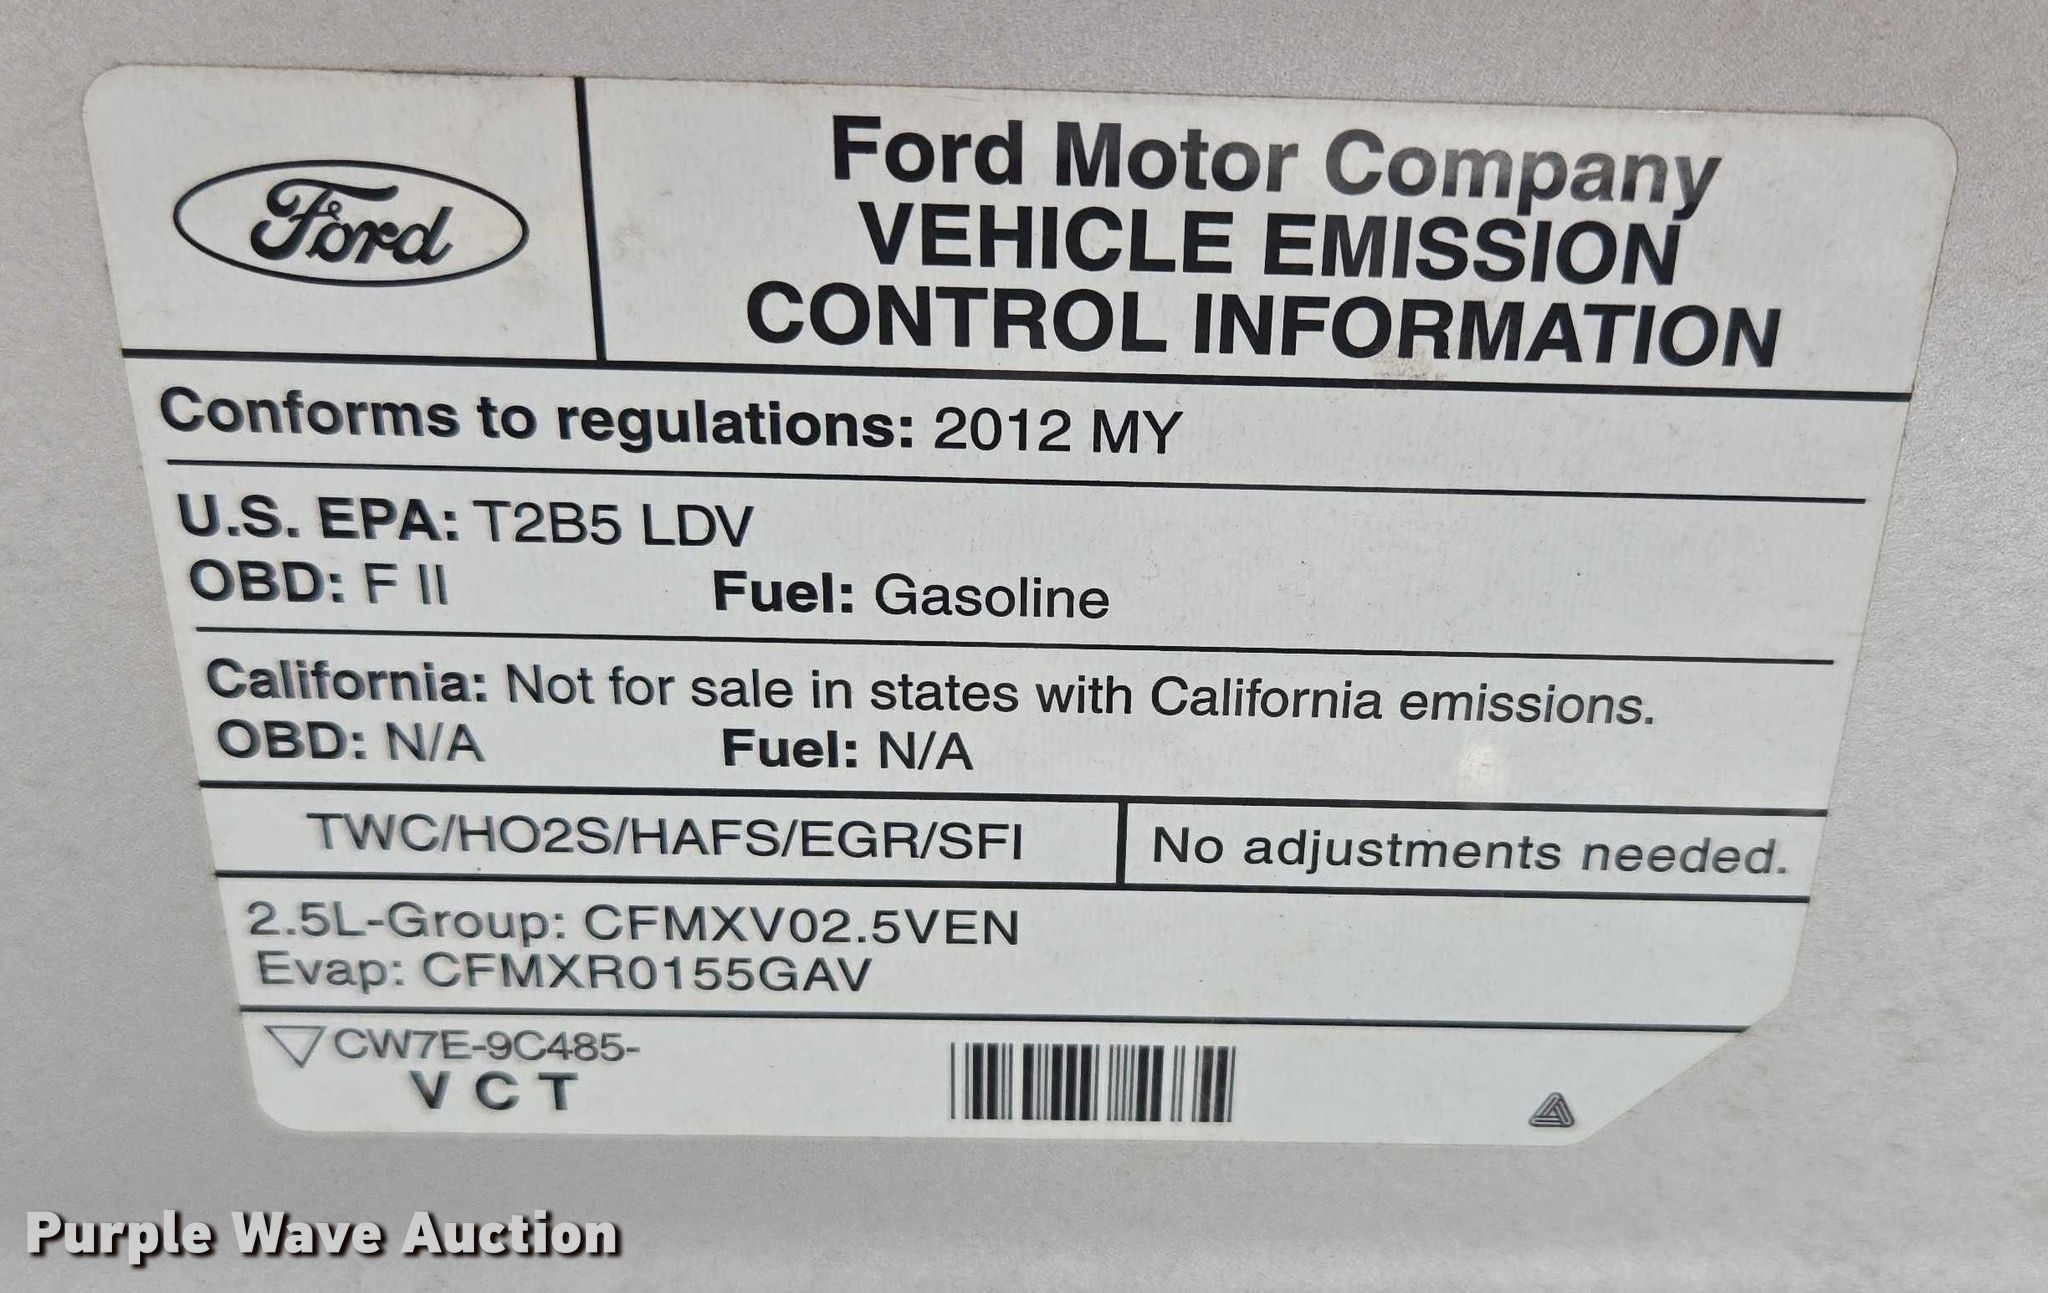 Ford
Ford Motor Company
VEHICLE EMISSION
CONTROL INFORMATION
Conforms to regulations: 2012 MY
U.S. EPA: T2B5 LDV
OBD: F II Fuel: Gasoline
California: Not for sale in states with California emissions.
OBD: N/A Fuel: N/A
TWC/HO2S/HAFS/EGR/SFI No adjustments needed.
2.5L-Group: CFMXV02.5VEN
Evap: CFMXR0155GAV
CW7E-9C485-
V C T
Purple Wave Auction